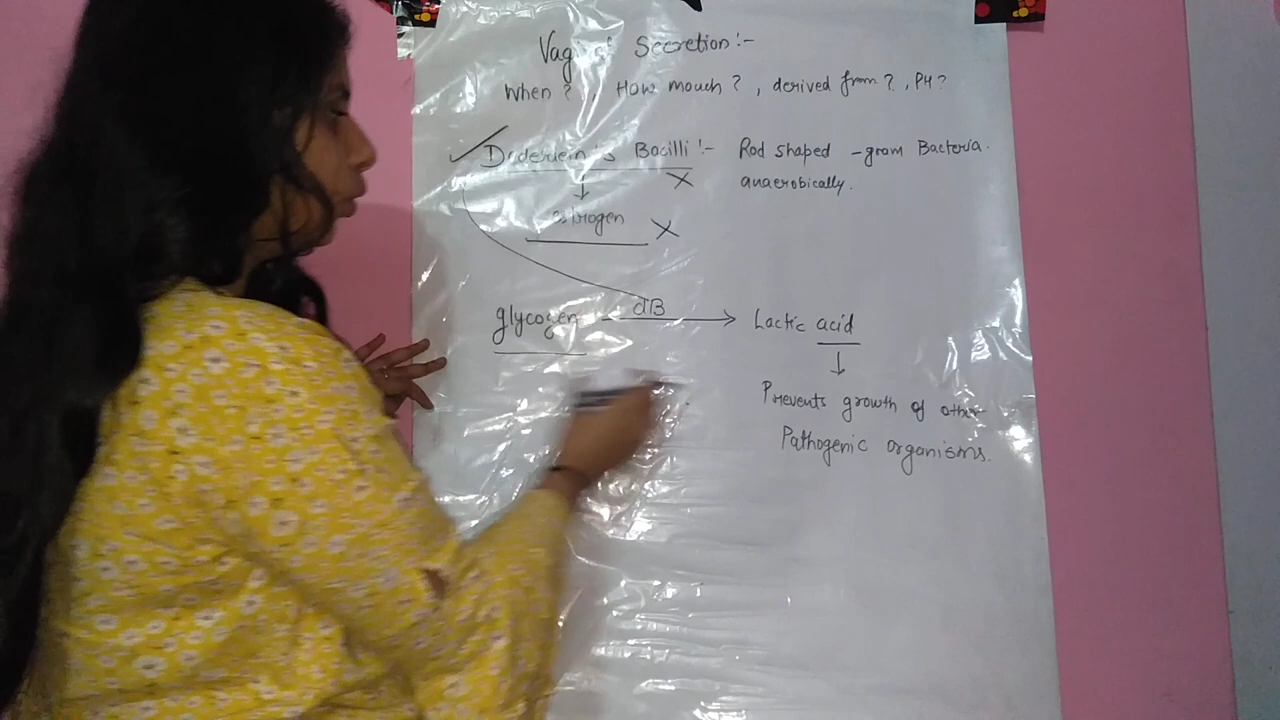 Vaginal Secretion :-
When ? , How mouch ? , derived from ? , PH ?
Doderlein's Bacilli :- Rod shaped - gram Bacteria.
anaerobically.
estrogen
glycogen dB Lactic acid
Prevents growth of other
Pathogenic organisms.